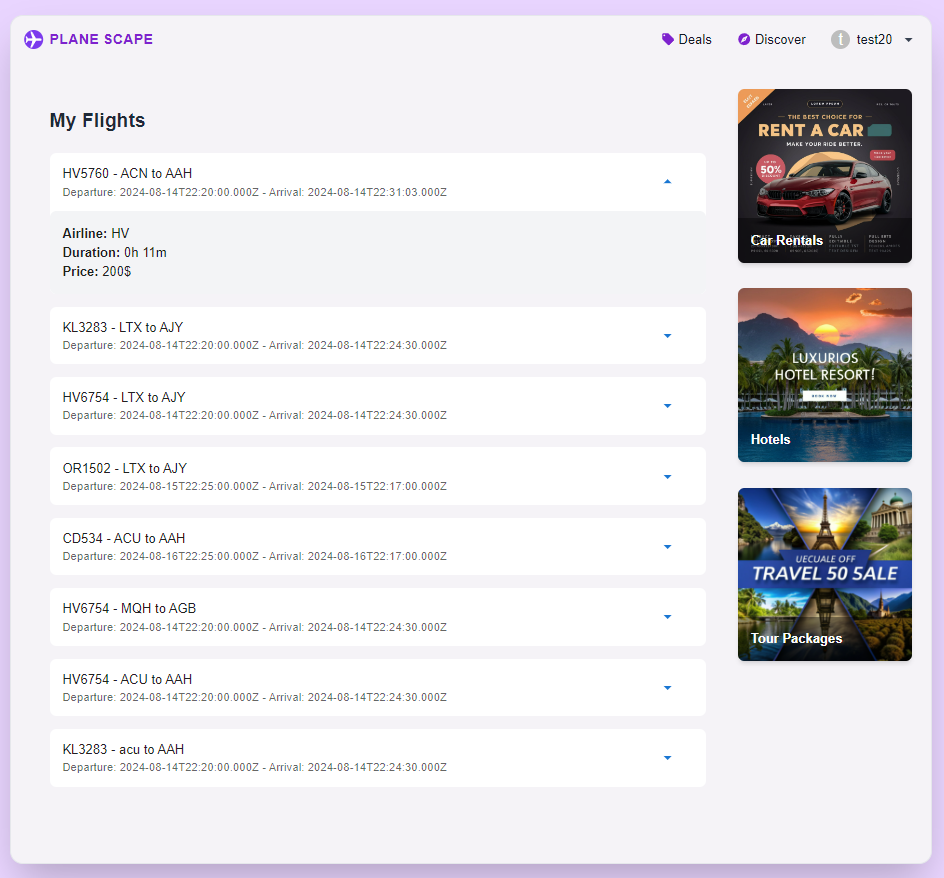 PLANE SCAPE
Deals
Discover
t
test20
My Flights
HV5760 - ACN to AAH
Departure: 2024-08-14T22:20:00.000Z - Arrival: 2024-08-14T22:31:03.000Z
Airline: HV
Duration: 0h 11m
Price: 200$
KL3283 - LTX to AJY
Departure: 2024-08-14T22:20:00.000Z - Arrival: 2024-08-14T22:24:30.000Z
HV6754 - LTX to AJY
Departure: 2024-08-14T22:20:00.000Z - Arrival: 2024-08-14T22:24:30.000Z
OR1502 - LTX to AJY
Departure: 2024-08-15T22:25:00.000Z - Arrival: 2024-08-15T22:17:00.000Z
CD534 - ACU to AAH
Departure: 2024-08-16T22:25:00.000Z - Arrival: 2024-08-16T22:17:00.000Z
HV6754 - MQH to AGB
Departure: 2024-08-14T22:20:00.000Z - Arrival: 2024-08-14T22:24:30.000Z
HV6754 - ACU to AAH
Departure: 2024-08-14T22:20:00.000Z - Arrival: 2024-08-14T22:24:30.000Z
KL3283 - acu to AAH
Departure: 2024-08-14T22:20:00.000Z - Arrival: 2024-08-14T22:24:30.000Z
LOREM IPSUM
THE BEST CHOICE FOR
RENT A CAR
MAKE YOUR RIDE BETTER.
50%
Car Rentals
LUXURIOS
HOTEL RESORT!
BOOK NOW
Hotels
UECUALE OFF
TRAVEL 50 SALE
Tour Packages